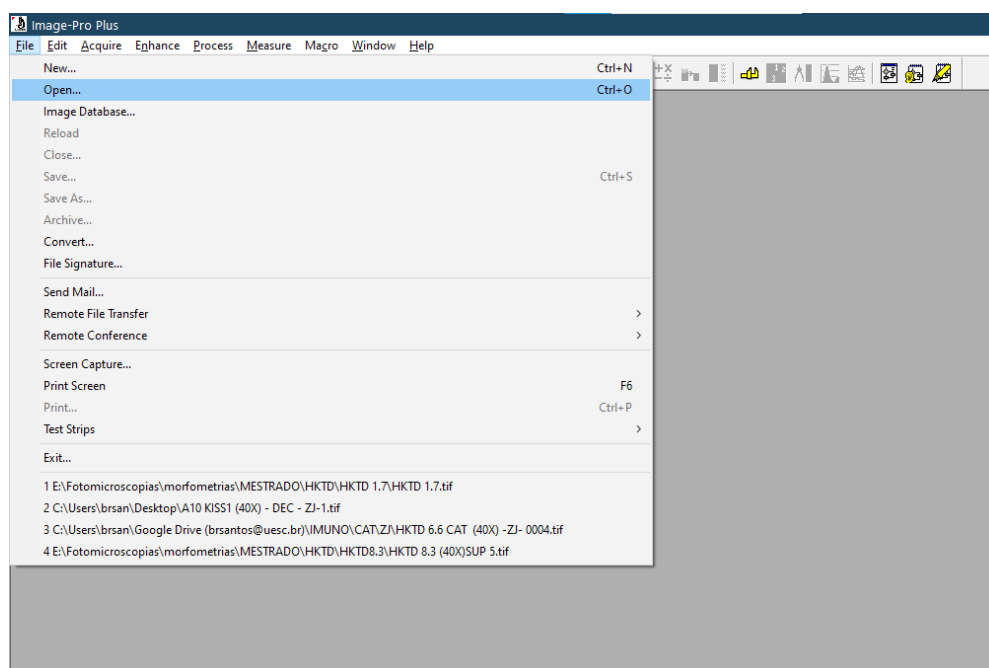 Image-Pro Plus
File Edit Acquire Enhance Process Measure Macro Window Help
New... Ctrl+N
Open... Ctrl+O
Image Database...
Reload
Close...
Save... Ctrl+S
Save As...
Archive...
Convert...
File Signature...
Send Mail...
Remote File Transfer
Remote Conference
Screen Capture...
Print Screen F6
Print... Ctrl+P
Test Strips
Exit...
1 E:\Fotomicroscopias\morfometrias\MESTRADO\HKTD\HKTD 1.7\HKTD 1.7.tif
2 C:\Users\brsan\Desktop\A10 KISS1 (40X) - DEC - ZJ-1.tif
3 C:\Users\brsan\Google Drive (brsantos@uesc.br)\IMUNO\CAT\ZJ\HKTD 6.6 CAT  (40X) -ZJ- 0004.tif
4 E:\Fotomicroscopias\morfometrias\MESTRADO\HKTD\HKTD8.3\HKTD 8.3 (40X)SUP 5.tif